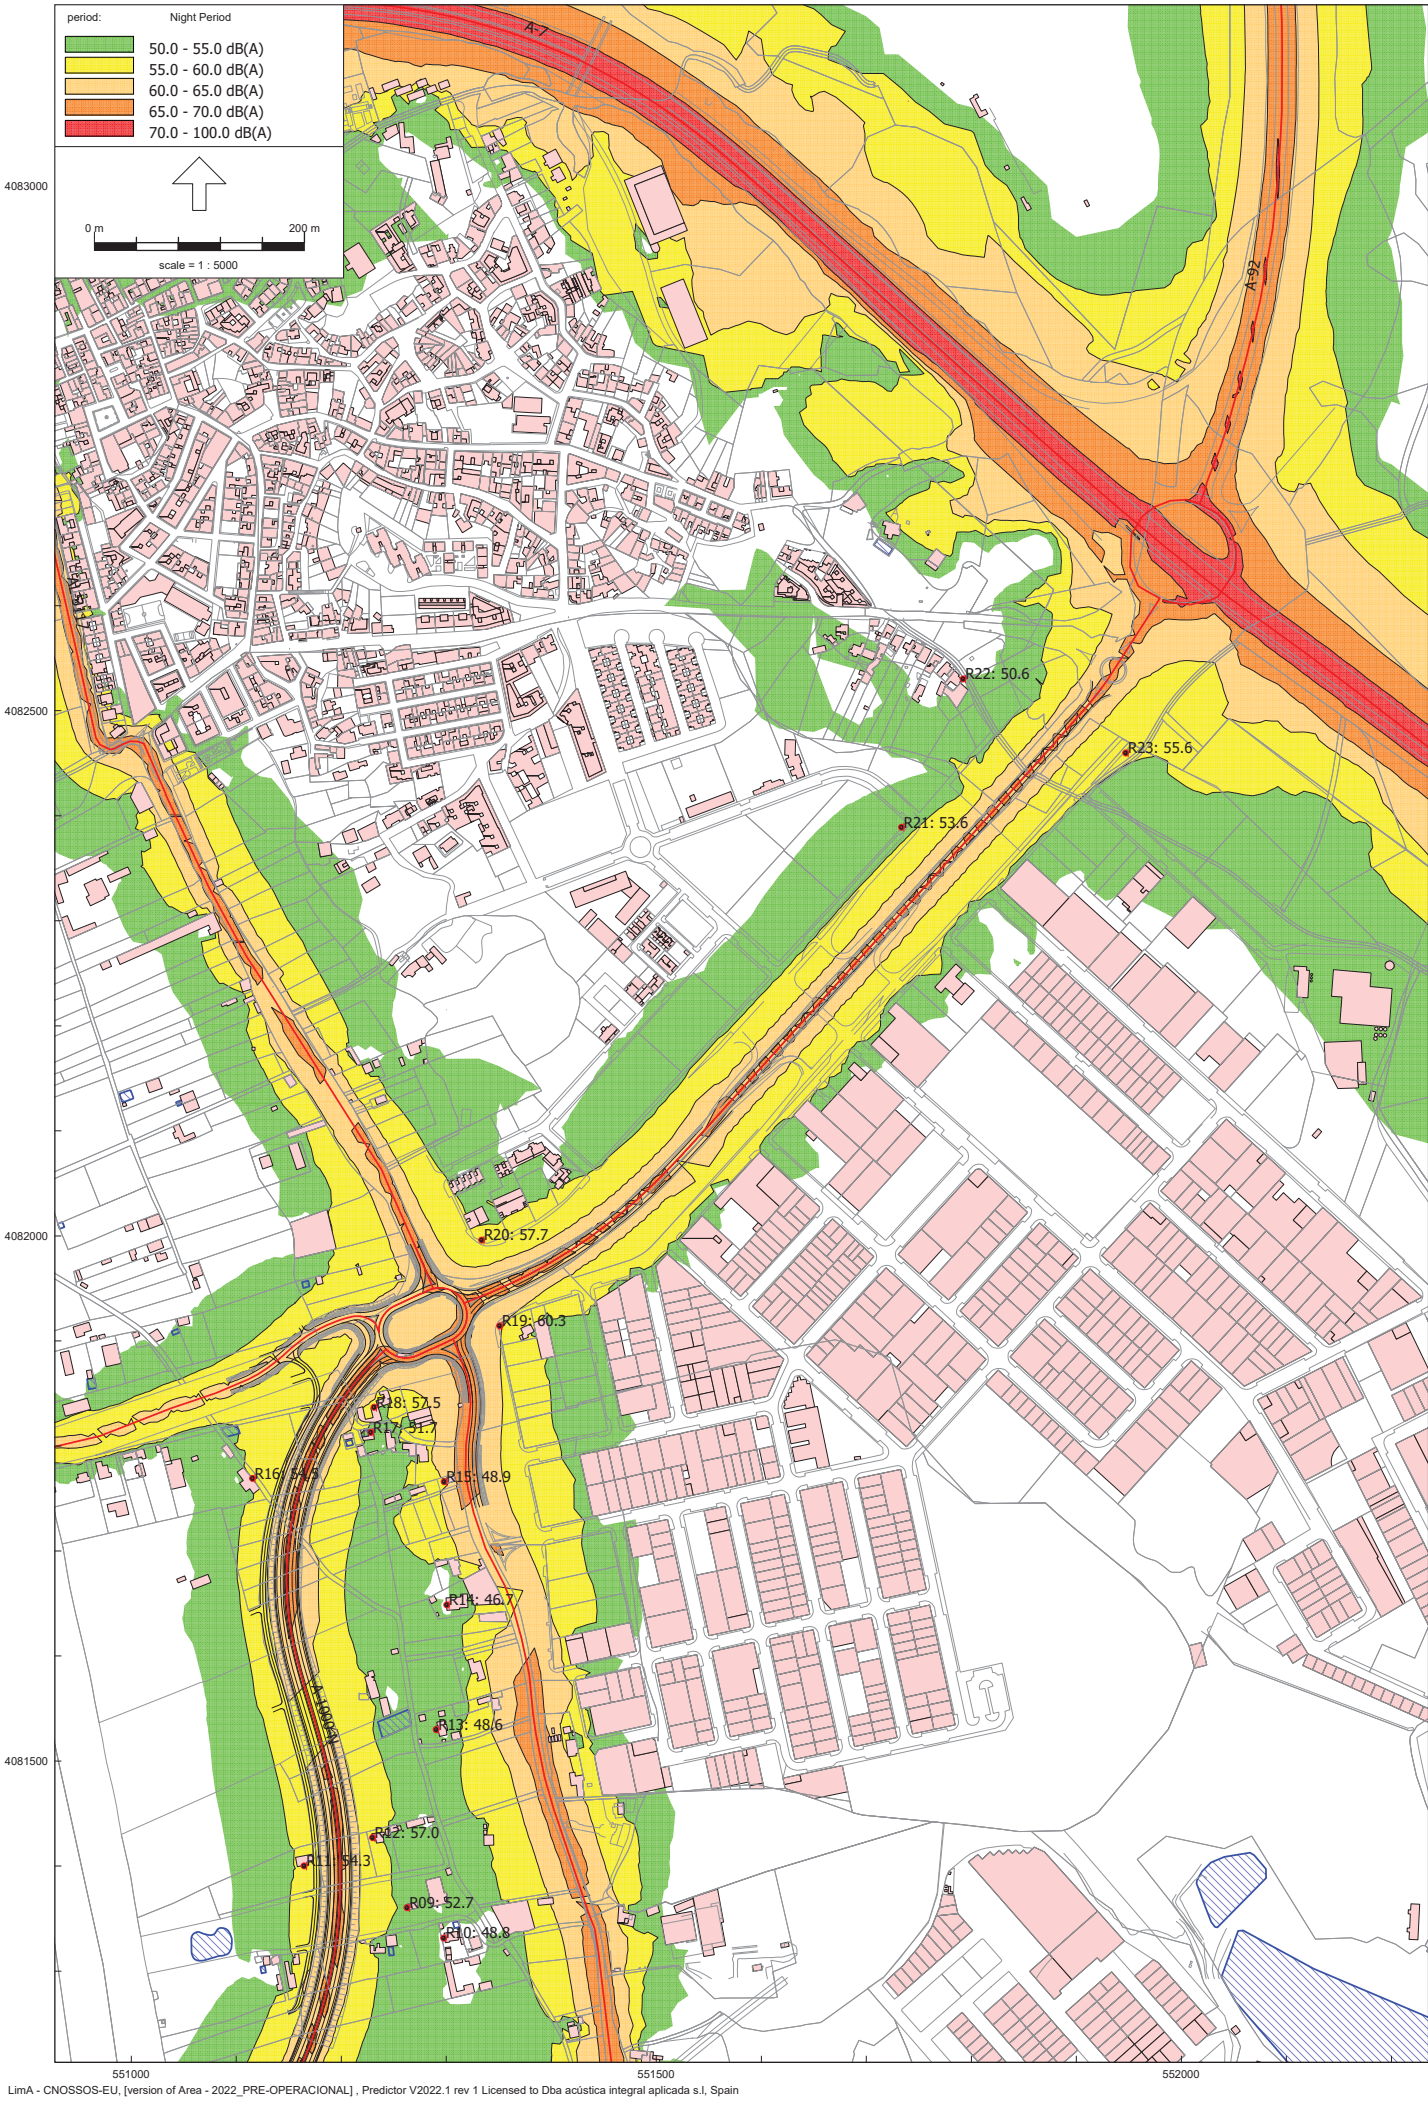 period: Night Period
50.0 - 55.0 dB(A)
55.0 - 60.0 dB(A)
60.0 - 65.0 dB(A)
65.0 - 70.0 dB(A)
70.0 - 100.0 dB(A)
0 m 200 m
scale = 1 : 5000
A-7
4083000
A-92
R22: 50.6
4082500
R23: 55.6
R21: 53.6
4082000
R20: 57.7
R19: 60.3
R18: 57.5
R17: 51.7
R16: 54.5
R15: 48.9
R14: 46.7
A-1000-N
R13: 48.6
4081500
R12: 57.0
R11: 54.3
R09: 52.7
R10: 48.8
551000 551500 552000
LimA - CNOSSOS-EU, [version of Area - 2022_PRE-OPERACIONAL] , Predictor V2022.1 rev 1 Licensed to Dba acústica integral aplicada s.l, Spain